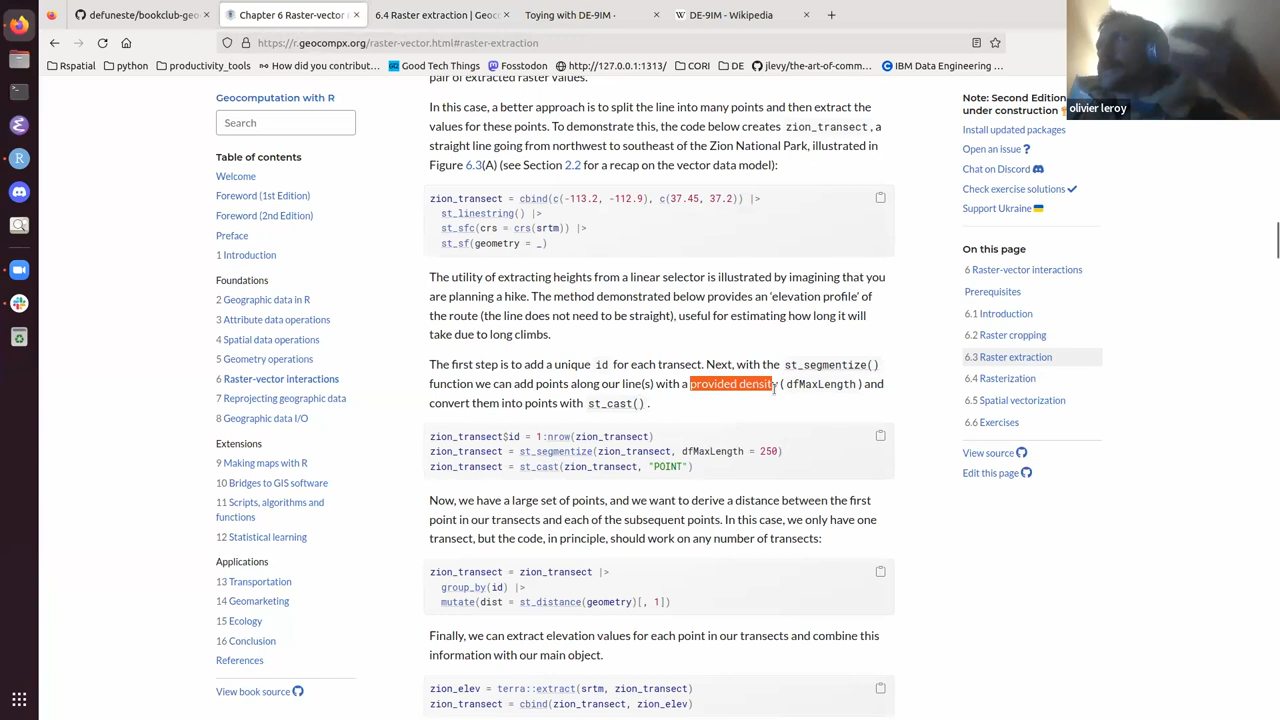 defuneste/bookclub-geo
Chapter 6 Raster-vector i
6.4 Raster extraction | Geoc
Toying with DE-9IM ·
DE-9IM - Wikipedia
https://r.geocompx.org/raster-vector.html#raster-extraction
Rspatial
python
productivity_tools
How did you contribut…
Good Tech Things
Fosstodon
http://127.0.0.1:1313/
CORI
DE
jlevy/the-art-of-comm…
IBM Data Engineering …
olivier leroy
Geocomputation with R
Search
Table of contents
Welcome
Foreword (1st Edition)
Foreword (2nd Edition)
Preface
1 Introduction
Foundations
2 Geographic data in R
3 Attribute data operations
4 Spatial data operations
5 Geometry operations
6 Raster-vector interactions
7 Reprojecting geographic data
8 Geographic data I/O
Extensions
9 Making maps with R
10 Bridges to GIS software
11 Scripts, algorithms and
functions
12 Statistical learning
Applications
13 Transportation
14 Geomarketing
15 Ecology
16 Conclusion
References
View book source
pair of extracted raster values.
In this case, a better approach is to split the line into many points and then extract the
values for these points. To demonstrate this, the code below creates zion_transect, a
straight line going from northwest to southeast of the Zion National Park, illustrated in
Figure 6.3(A) (see Section 2.2 for a recap on the vector data model):
zion_transect = cbind(c(-113.2, -112.9), c(37.45, 37.2)) |>
st_linestring() |>
st_sfc(crs = crs(srtm)) |>
st_sf(geometry = _)
The utility of extracting heights from a linear selector is illustrated by imagining that you
are planning a hike. The method demonstrated below provides an ‘elevation profile’ of
the route (the line does not need to be straight), useful for estimating how long it will
take due to long climbs.
The first step is to add a unique id for each transect. Next, with the st_segmentize()
function we can add points along our line(s) with a provided density (dfMaxLength) and
convert them into points with st_cast().
zion_transect$id = 1:nrow(zion_transect)
zion_transect = st_segmentize(zion_transect, dfMaxLength = 250)
zion_transect = st_cast(zion_transect, "POINT")
Now, we have a large set of points, and we want to derive a distance between the first
point in our transects and each of the subsequent points. In this case, we only have one
transect, but the code, in principle, should work on any number of transects:
zion_transect = zion_transect |>
group_by(id) |>
mutate(dist = st_distance(geometry)[, 1])
Finally, we can extract elevation values for each point in our transects and combine this
information with our main object.
zion_elev = terra::extract(srtm, zion_transect)
zion_transect = cbind(zion_transect, zion_elev)
Note: Second Edition
under construction
Install updated packages
Open an issue ?
Chat on Discord
Check exercise solutions
Support Ukraine
On this page
6 Raster-vector interactions
Prerequisites
6.1 Introduction
6.2 Raster cropping
6.3 Raster extraction
6.4 Rasterization
6.5 Spatial vectorization
6.6 Exercises
View source
Edit this page